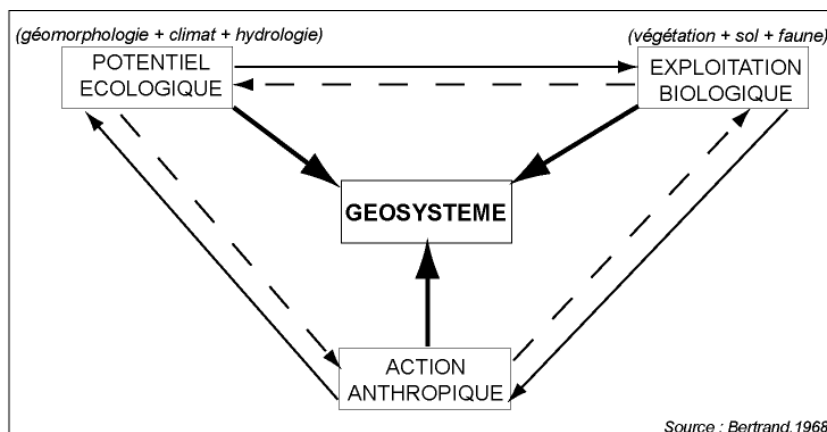 (géomorphologie + climat + hydrologie)
(végétation + sol + faune)
POTENTIEL
ECOLOGIQUE
EXPLOITATION
BIOLOGIQUE
GEOSYSTEME
ACTION
ANTHROPIQUE
Source : Bertrand,1968